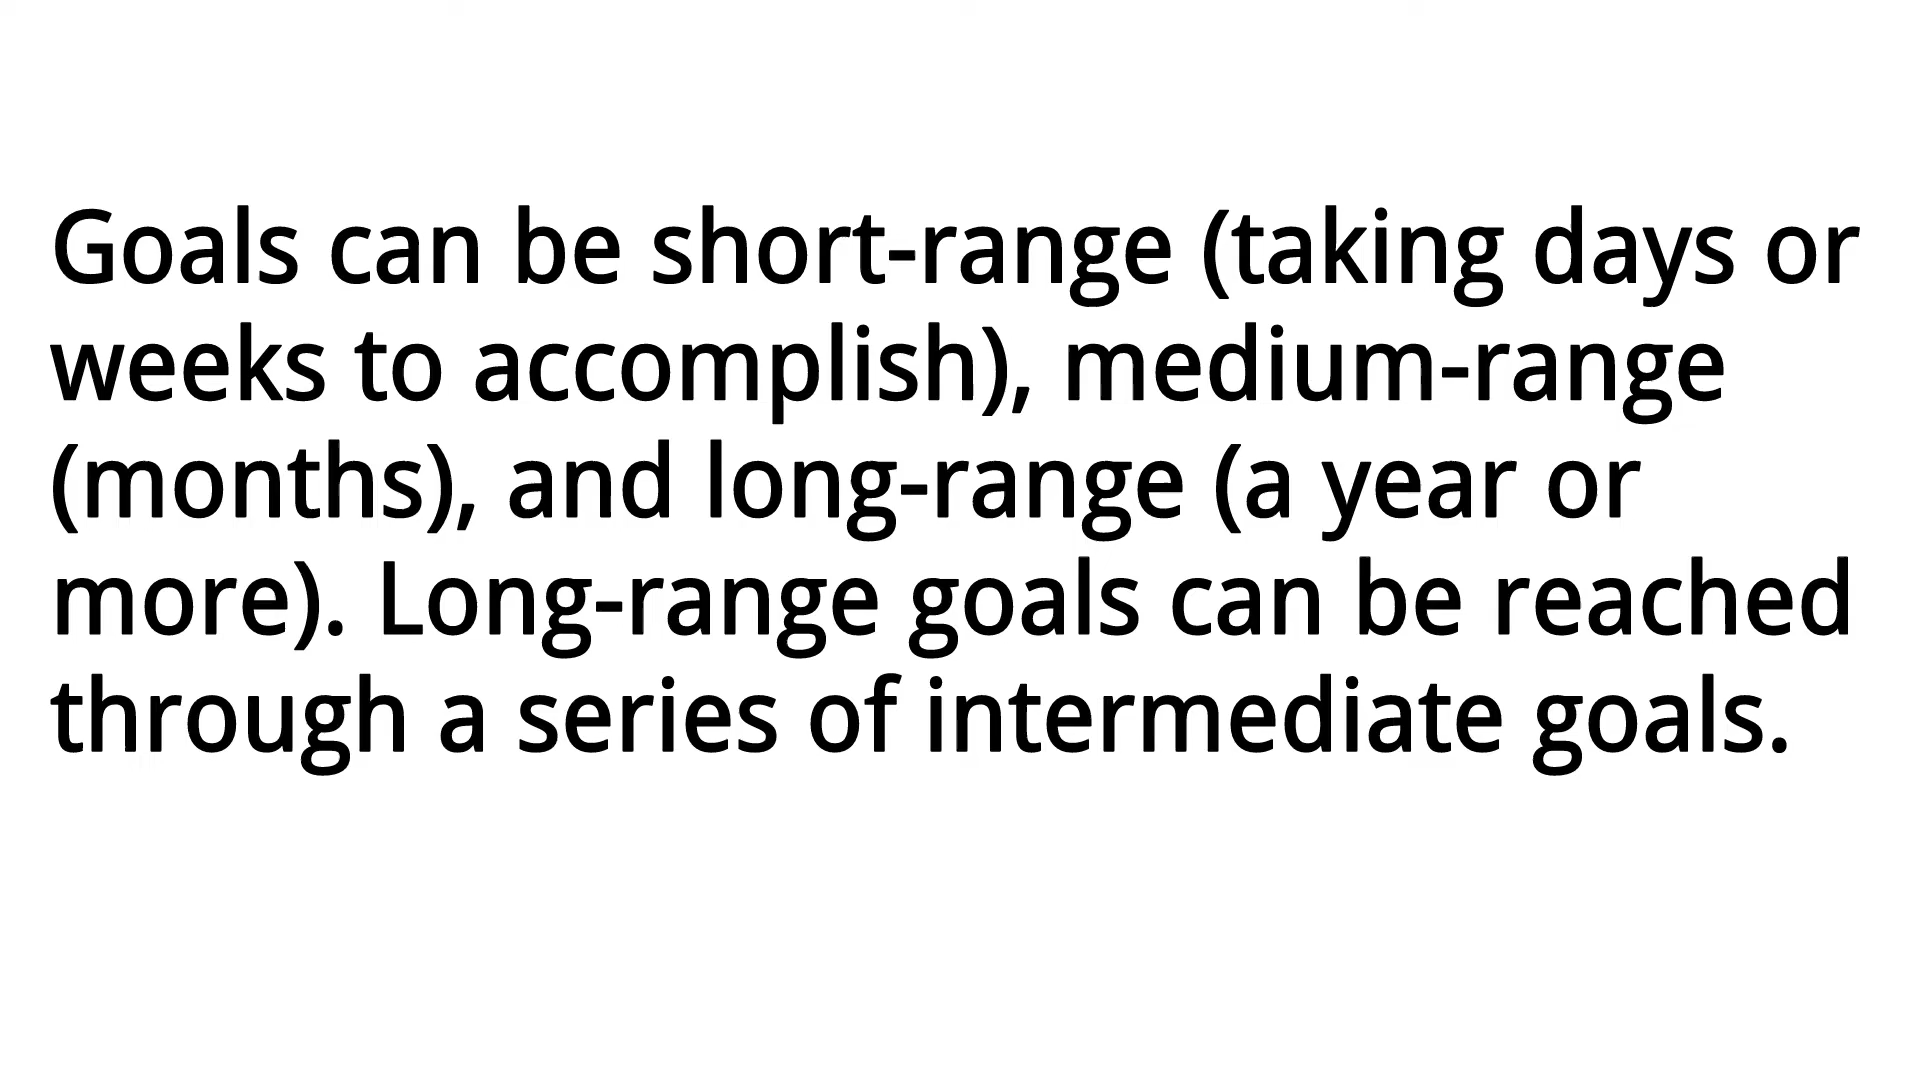 Goals can be short-range (taking days or
weeks to accomplish), medium-range
(months), and long-range (a year or
more). Long-range goals can be reached
through a series of intermediate goals.